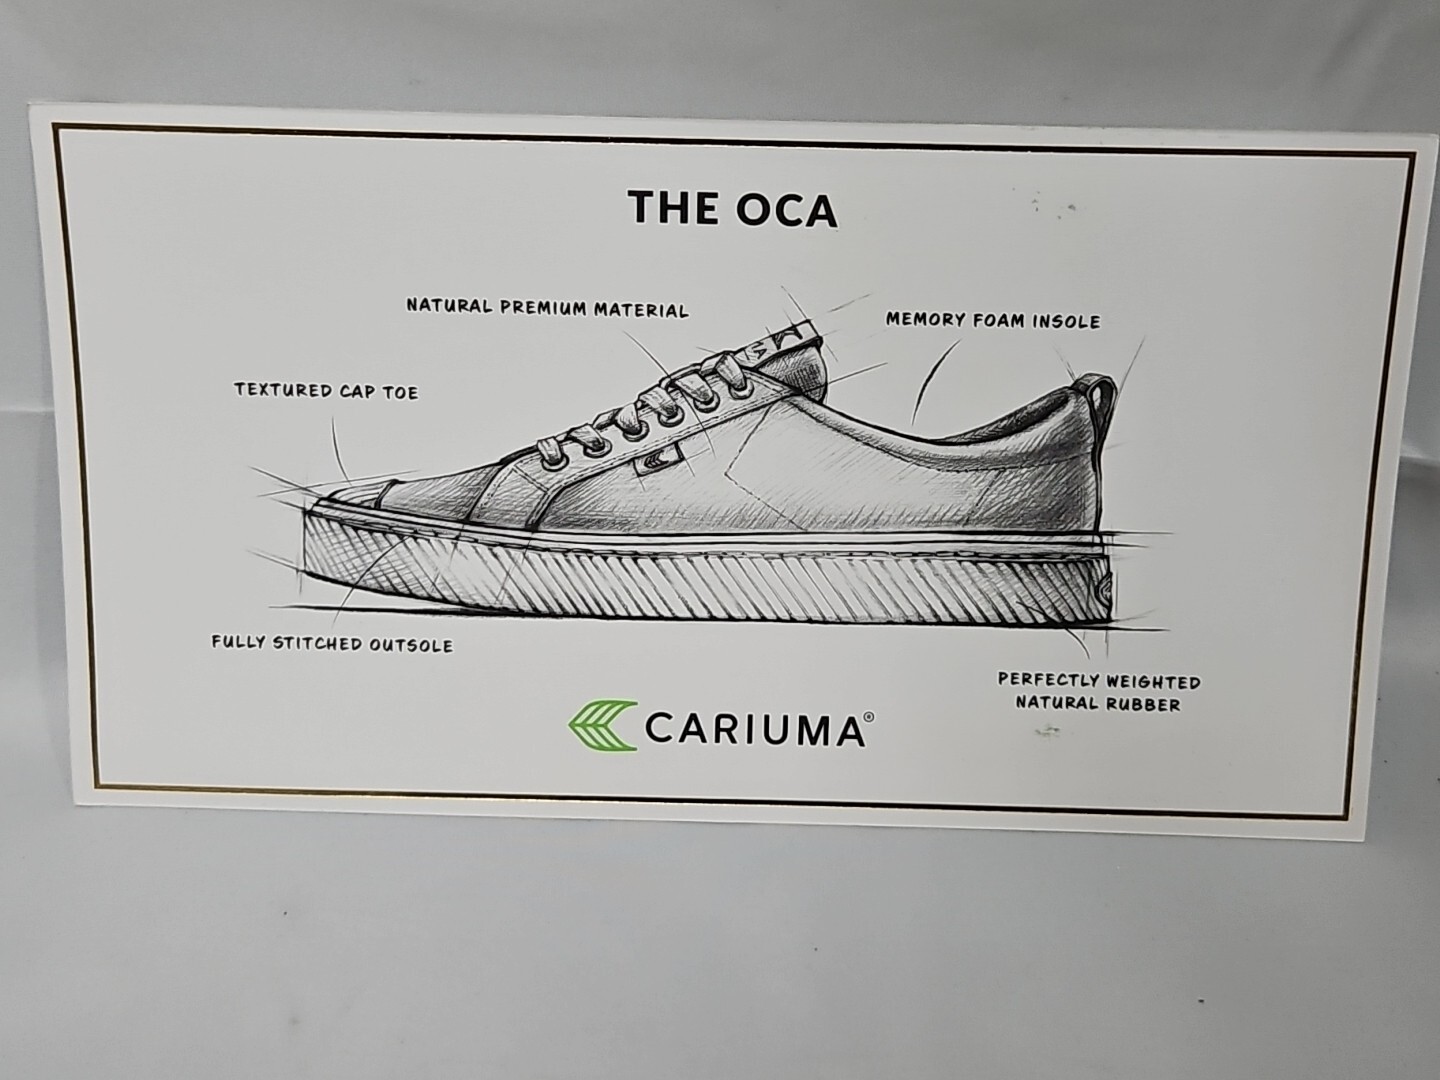 THE OCA
NATURAL PREMIUM MATERIAL
MEMORY FOAM INSOLE
TEXTURED CAP TOE
FULLY STITCHED OUTSOLE
PERFECTLY WEIGHTED
NATURAL RUBBER
CARIUMA®